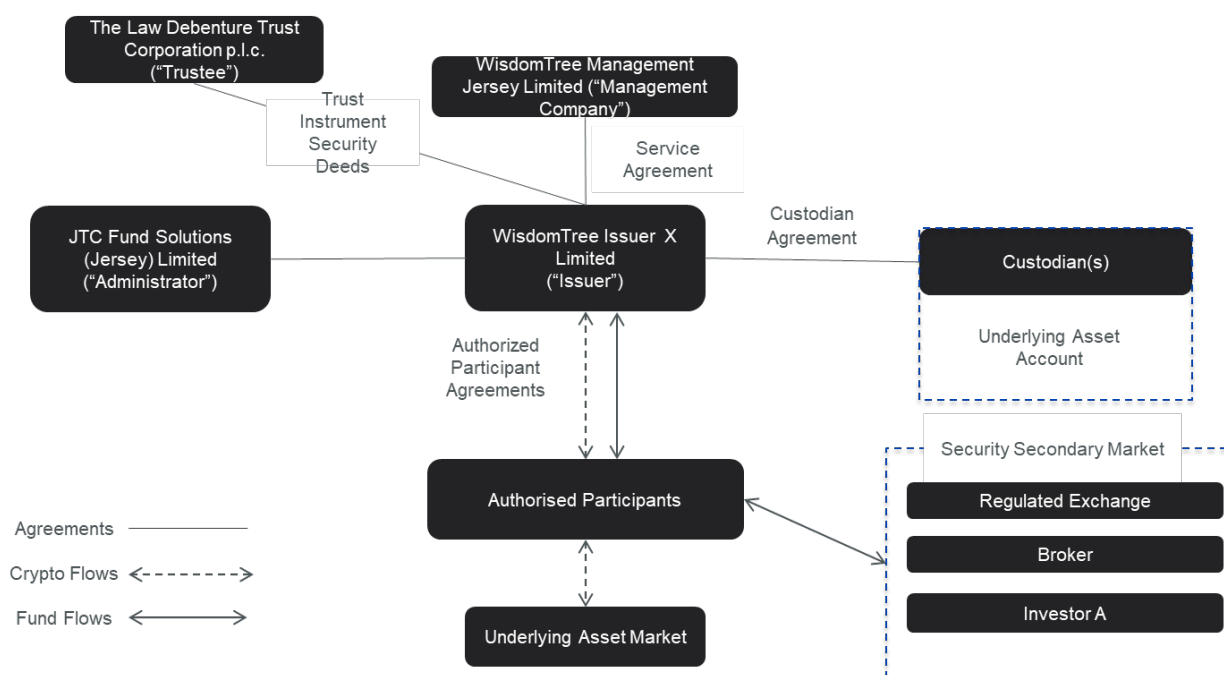 The Law Debenture Trust
Corporation p.l.c.
(“Trustee”)
WisdomTree Management
Jersey Limited (“Management
Company”)
Trust
Instrument
Security
Deeds
Service
Agreement
JTC Fund Solutions
(Jersey) Limited
(“Administrator”)
WisdomTree Issuer X
Limited
(“Issuer”)
Custodian
Agreement
Custodian(s)
Underlying Asset
Account
Authorized
Participant
Agreements
Security Secondary Market
Regulated Exchange
Broker
Investor A
Authorised Participants
Underlying Asset Market
Agreements
Crypto Flows
Fund Flows